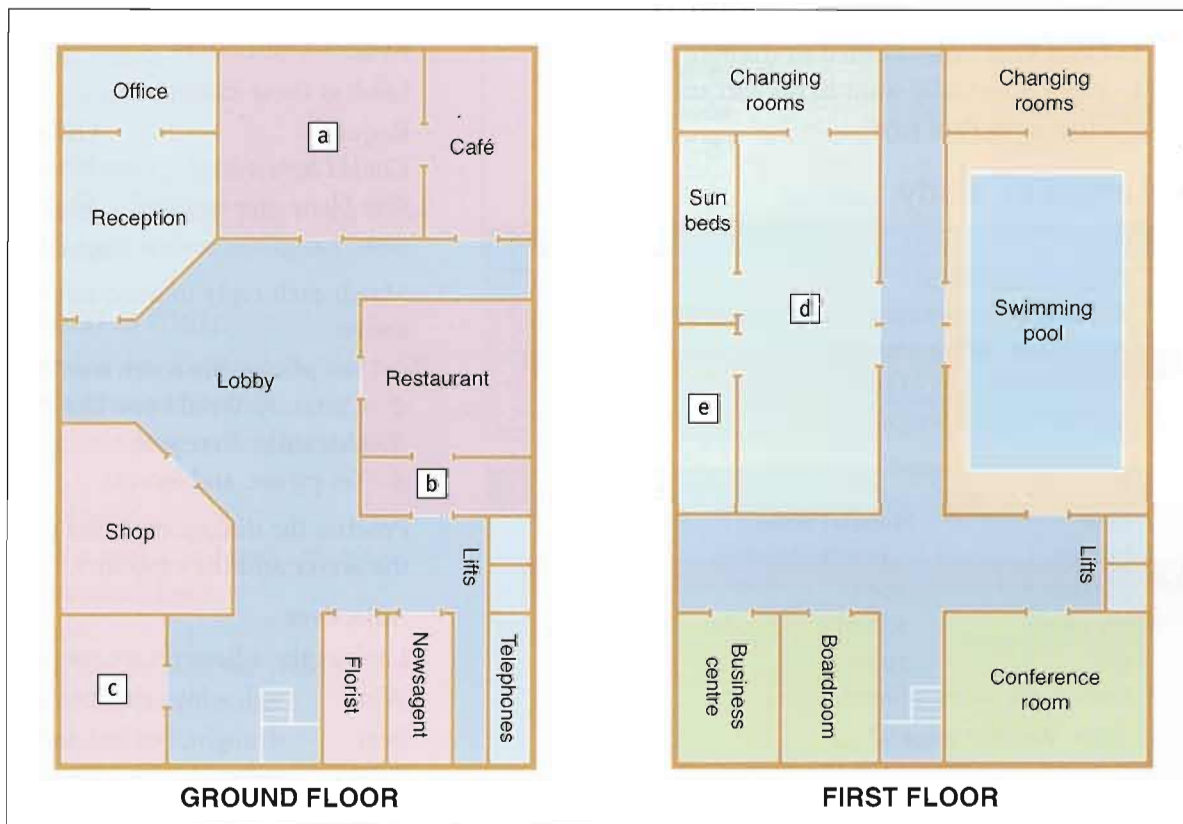 Office
a
Café
Reception
Lobby
Restaurant
b
Shop
Lifts
c
Florist
Newsagent
Telephones
GROUND FLOOR
Changing
rooms
Changing
rooms
Sun
beds
d
Swimming
pool
e
Lifts
Business
centre
Boardroom
Conference
room
FIRST FLOOR